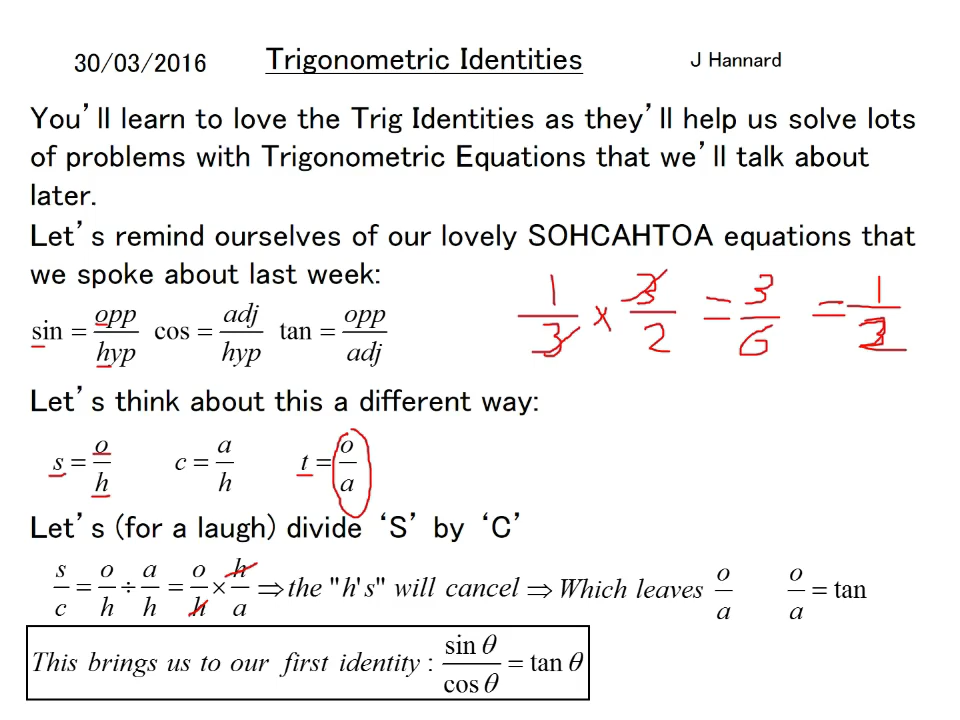 30/03/2016 Trigonometric Identities J Hannard
You'll learn to love the Trig Identities as they'll help us solve lots
of problems with Trigonometric Equations that we'll talk about
later.
Let's remind ourselves of our lovely SOHCAHTOA equations that
we spoke about last week:
sin = opp/hyp cos = adj/hyp tan = opp/adj
1/3 × 3/2 = 3/6 = 1/2
Let's think about this a different way:
s = o/h c = a/h t = o/a
Let's (for a laugh) divide 'S' by 'C'
s/c = o/h ÷ a/h = o/h × h/a ⇒ the "h's" will cancel ⇒ Which leaves o/a o/a = tan
This brings us to our first identity : sin θ/cos θ = tan θ